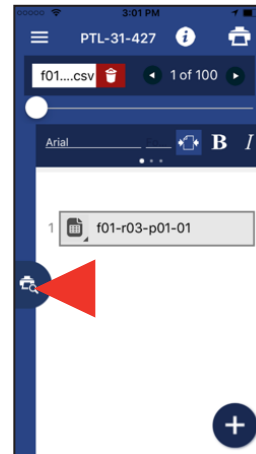 3:01 PM
PTL-31-427 i
f01....csv 1 of 100
Arial B I
1 f01-r03-p01-01
+